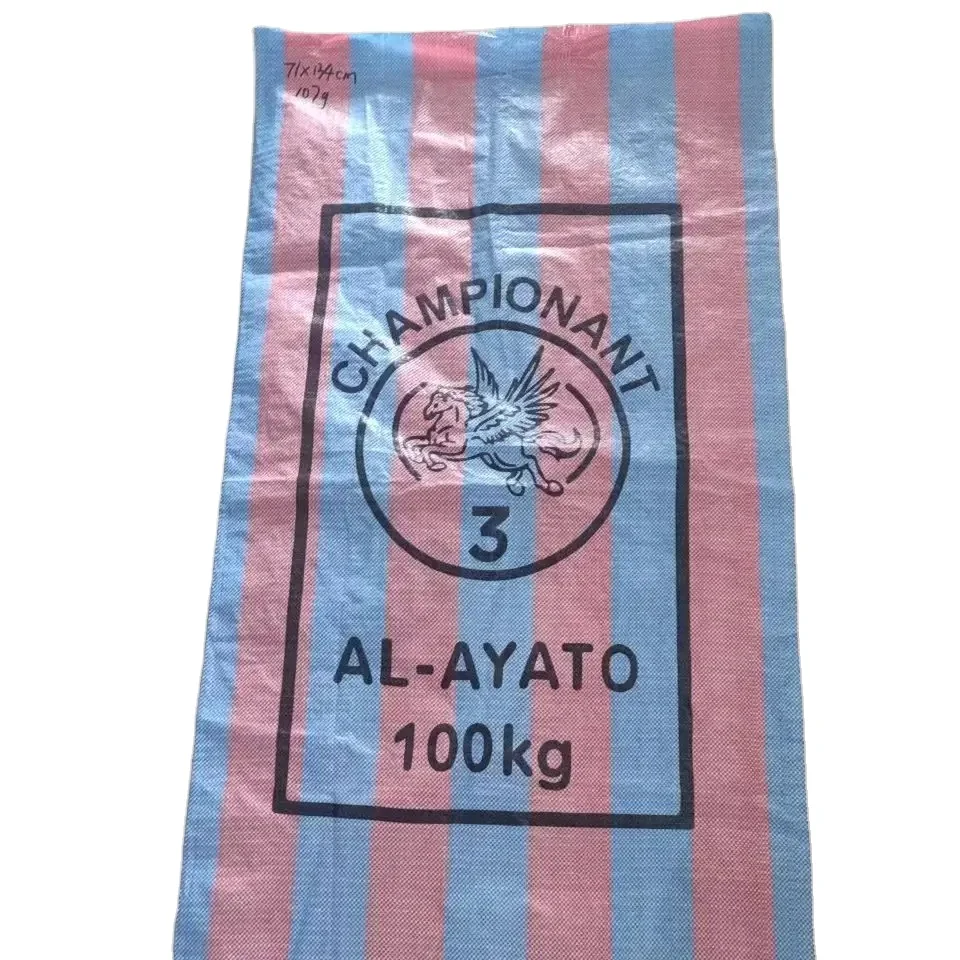 71x134cm
107g
CHAMPIONANT
3
AL-AYATO
100kg